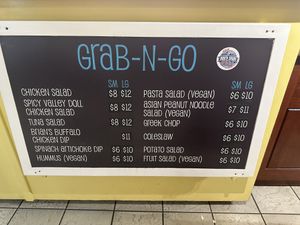 GRAB-N-GO
SM LG
CHICKEN SALAD $8 $12
SPICY VALLEY DOLL
CHICKEN SALAD $8 $12
TUNA SALAD $8 $12
BRIAN'S BUFFALO
CHICKEN DIP $11
SPINACH ARTICHOKE DIP $6 $10
HUMMUS (VEGAN) $6 $10
SM LG
PASTA SALAD (VEGAN) $6 $10
ASIAN PEANUT NOODLE
SALAD (VEGAN) $7 $11
GREEK CHOP $6 $10
COLESLAW $6 $10
POTATO SALAD $6 $10
FRUIT SALAD (VEGAN) $6 $10